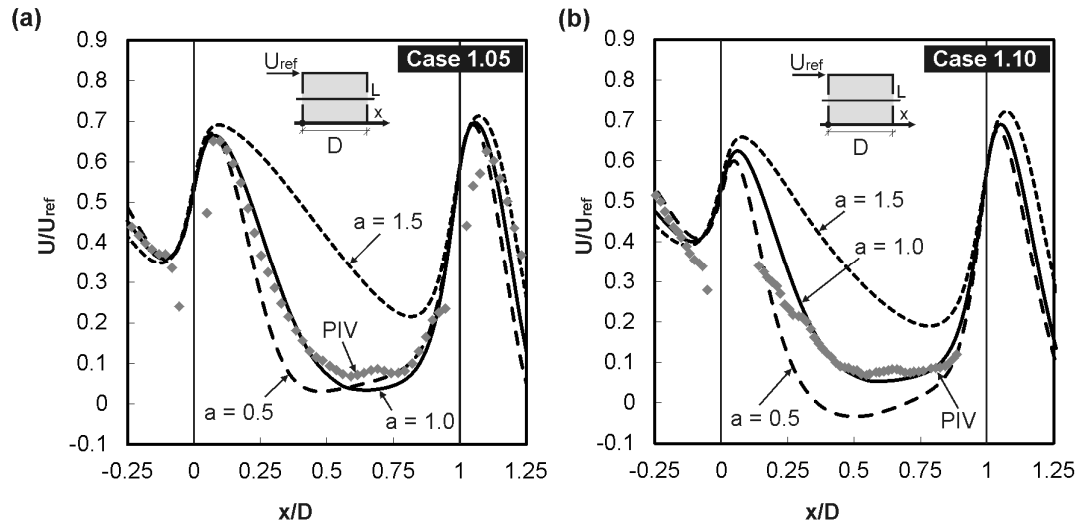 (a)
Case 1.05
U/Uref
0.9
0.8
0.7
0.6
0.5
0.4
0.3
0.2
0.1
0
-0.1
Uref
L
x
D
a = 1.5
PIV
a = 0.5
a = 1.0
-0.25 0 0.25 0.5 0.75 1 1.25
x/D
(b)
Case 1.10
U/Uref
0.9
0.8
0.7
0.6
0.5
0.4
0.3
0.2
0.1
0
-0.1
Uref
L
x
D
a = 1.5
a = 1.0
a = 0.5
PIV
-0.25 0 0.25 0.5 0.75 1 1.25
x/D